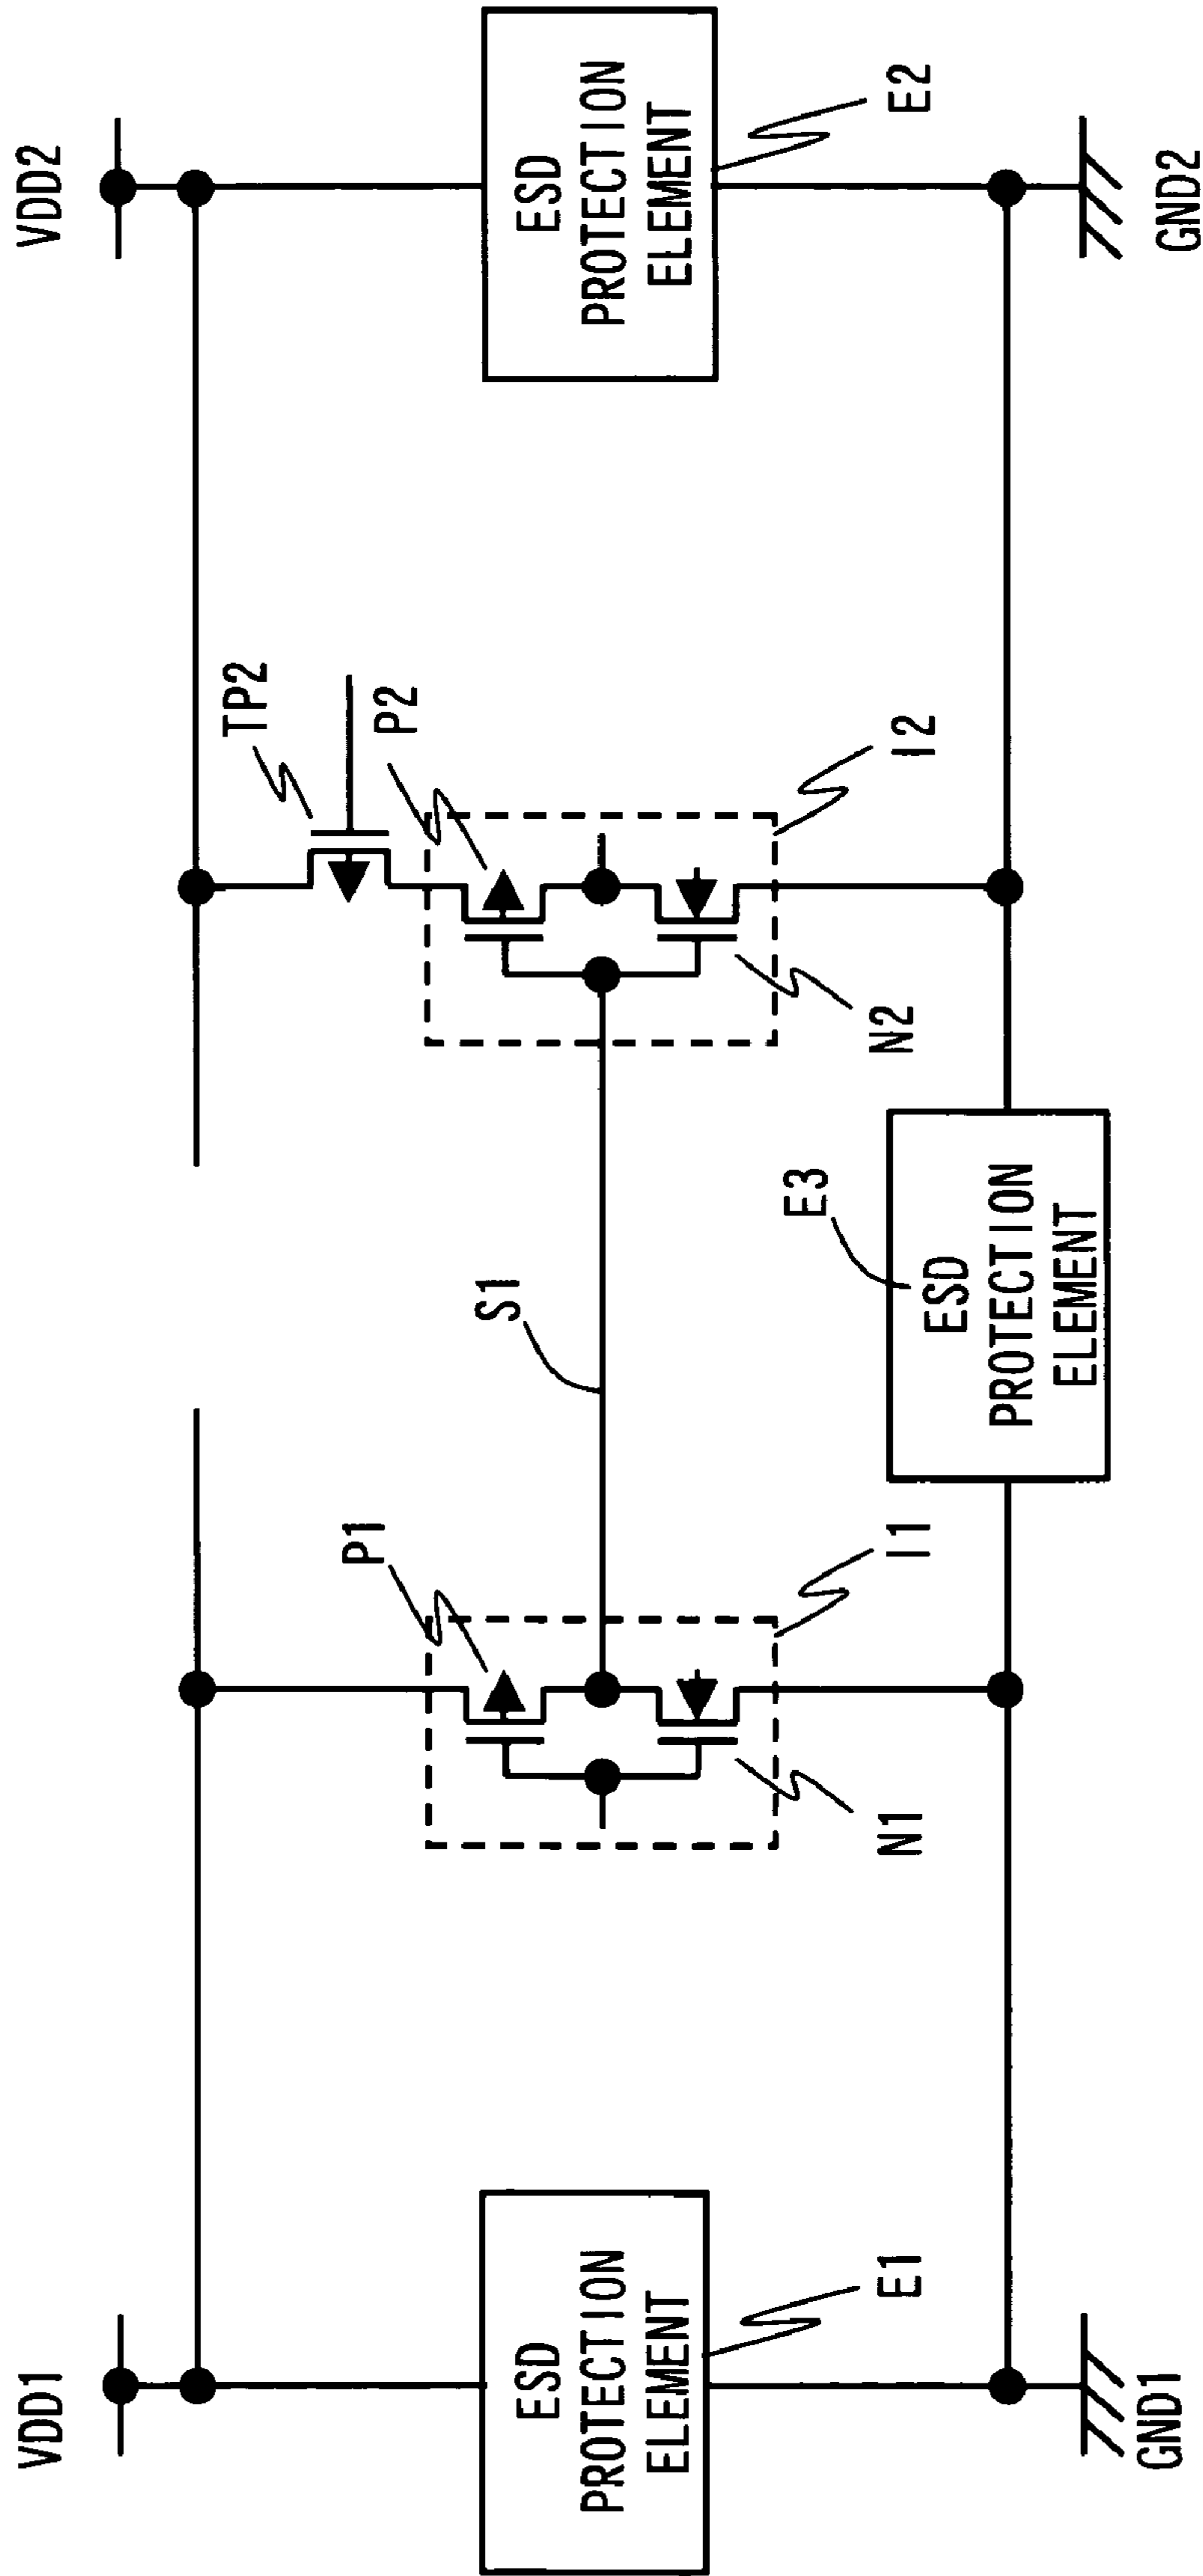 VDD1
VDD2
TP2
P1
P2
S1
ESD
PROTECTION
ELEMENT
E1
N1
I1
E3
ESD
PROTECTION
ELEMENT
N2
I2
ESD
PROTECTION
ELEMENT
E2
GND1
GND2